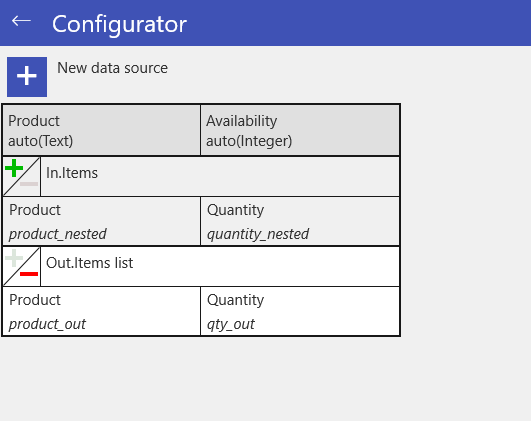 Configurator
New data source
Product Availability
auto(Text) auto(Integer)
In.Items
Product Quantity
product_nested quantity_nested
Out.Items list
Product Quantity
product_out qty_out